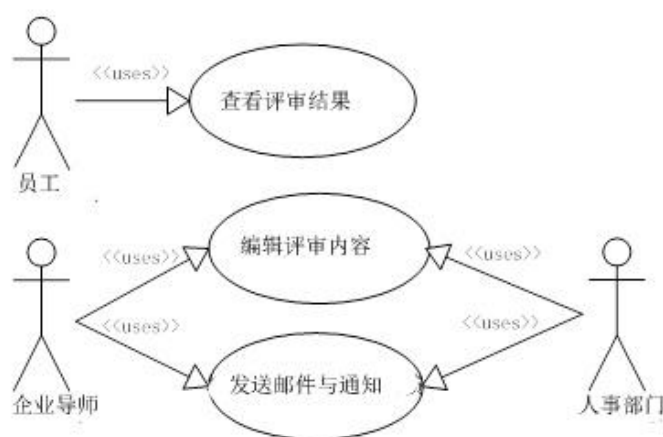 <<uses>>
查看评审结果
员工
编辑评审内容
<<uses>>
<<uses>>
<<uses>>
<<uses>>
发送邮件与通知
企业导师
人事部门